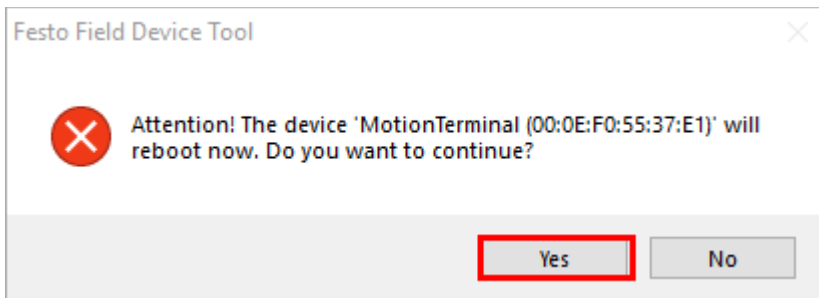 Festo Field Device Tool
Attention! The device 'MotionTerminal (00:0E:F0:55:37:E1)' will
reboot now. Do you want to continue?
Yes No